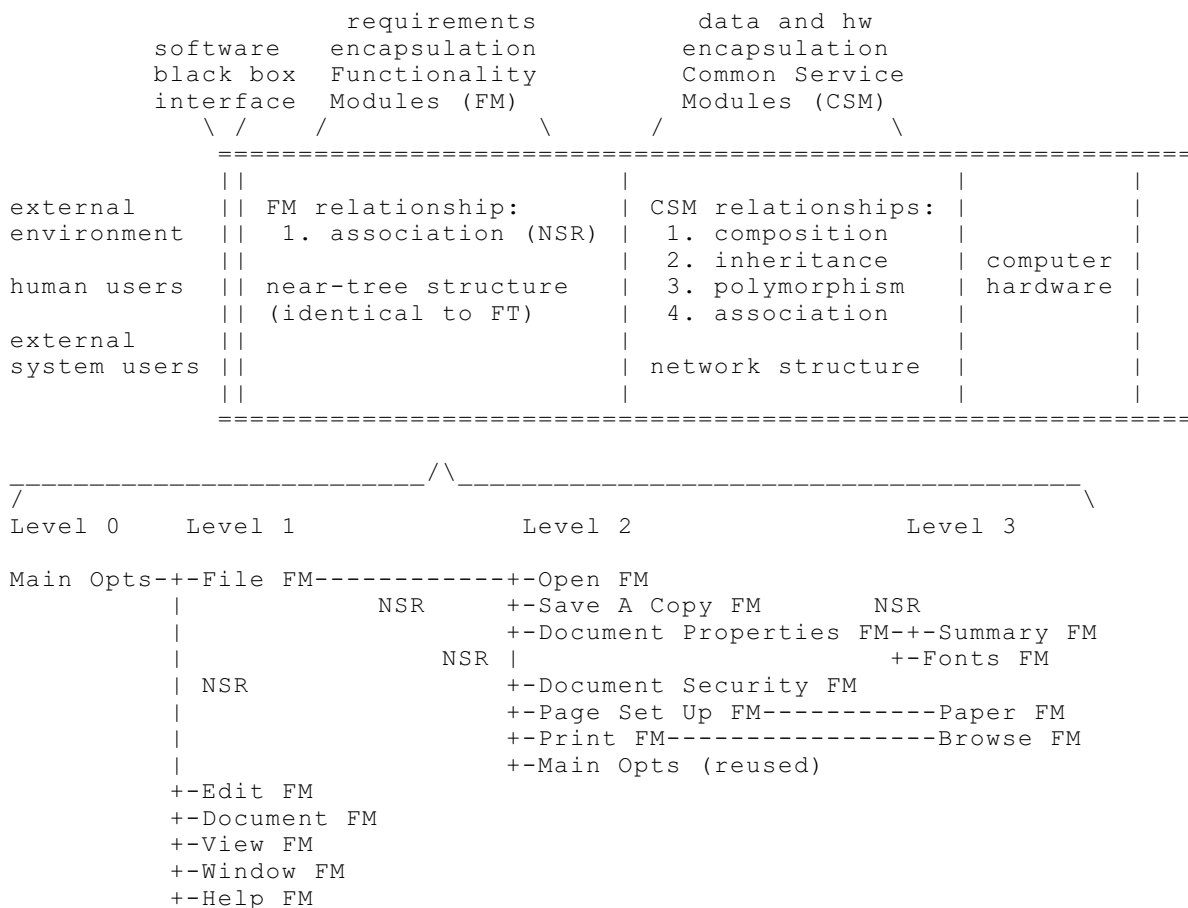 requirements            data and hw
         software   encapsulation         encapsulation
         black box  Functionality         Common Service
         interface  Modules (FM)          Modules (CSM)
            \ /    /             \      /              \
             =============================================================
             ||                       |                    |          |
external     || FM relationship:      | CSM relationships: |          |
environment  ||  1. association (NSR) |  1. composition    |          |
             ||                       |  2. inheritance    | computer |
human users  || near-tree structure   |  3. polymorphism   | hardware |
             || (identical to FT)     |  4. association    |          |
external     ||                       |                    |          |
system users ||                       | network structure  |          |
             ||                       |                    |          |
             =============================================================
__________________________/\_______________________________________
/                                                                   \
Level 0    Level 1              Level 2                 Level 3
Main Opts-+-File FM------------+-Open FM
          |            NSR     +-Save A Copy FM       NSR
          |                    +-Document Properties FM-+-Summary FM
          |                NSR |                       +-Fonts FM
          | NSR                +-Document Security FM
          |                    +-Page Set Up FM-----------Paper FM
          |                    +-Print FM-----------------Browse FM
          |                    +-Main Opts (reused)
          +-Edit FM
          +-Document FM
          +-View FM
          +-Window FM
          +-Help FM